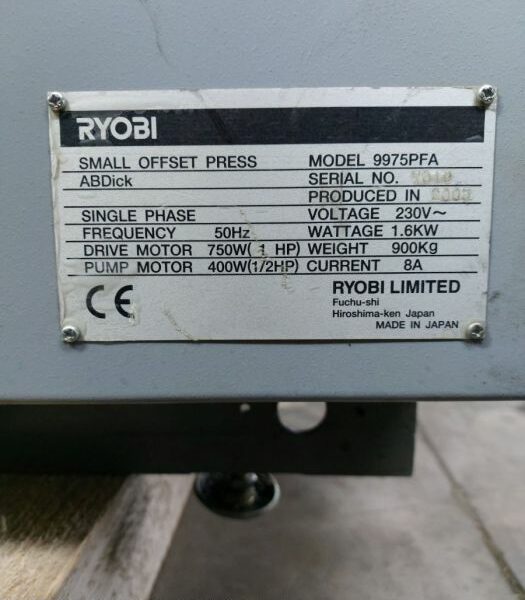 RYOBI
SMALL OFFSET PRESS MODEL 9975PFA
ABDick SERIAL NO.
PRODUCED IN
SINGLE PHASE VOLTAGE 230V~
FREQUENCY 50Hz WATTAGE 1.6KW
DRIVE MOTOR 750W( 1 HP) WEIGHT 900Kg
PUMP MOTOR 400W(1/2HP) CURRENT 8A
CE RYOBI LIMITED
Fuchu-shi
Hiroshima-ken Japan
MADE IN JAPAN